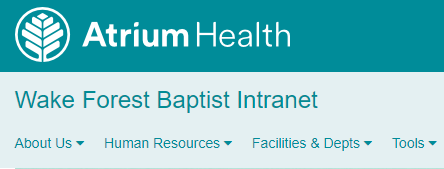 Atrium Health
Wake Forest Baptist Intranet
About Us Human Resources Facilities & Depts Tools